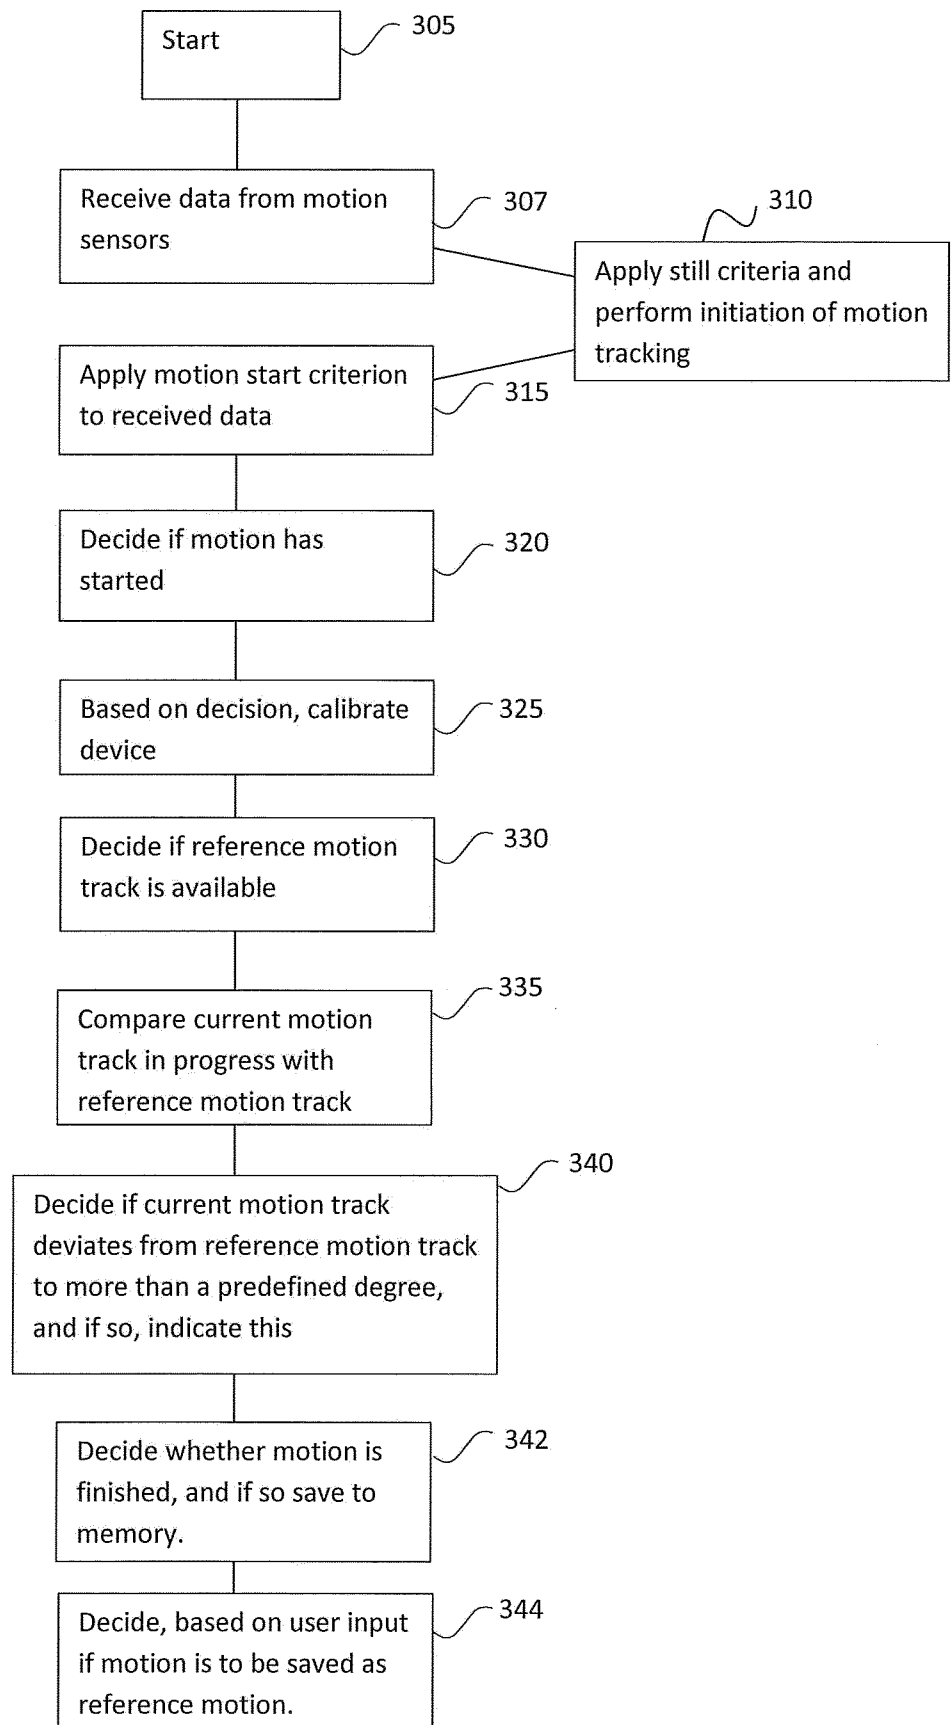 Start
305
Receive data from motion
sensors
307
310
Apply still criteria and
perform initiation of motion
tracking
Apply motion start criterion
to received data
315
Decide if motion has
started
320
Based on decision, calibrate
device
325
Decide if reference motion
track is available
330
335
Compare current motion
track in progress with
reference motion track
340
Decide if current motion track
deviates from reference motion track
to more than a predefined degree,
and if so, indicate this
342
Decide whether motion is
finished, and if so save to
memory.
344
Decide, based on user input
if motion is to be saved as
reference motion.